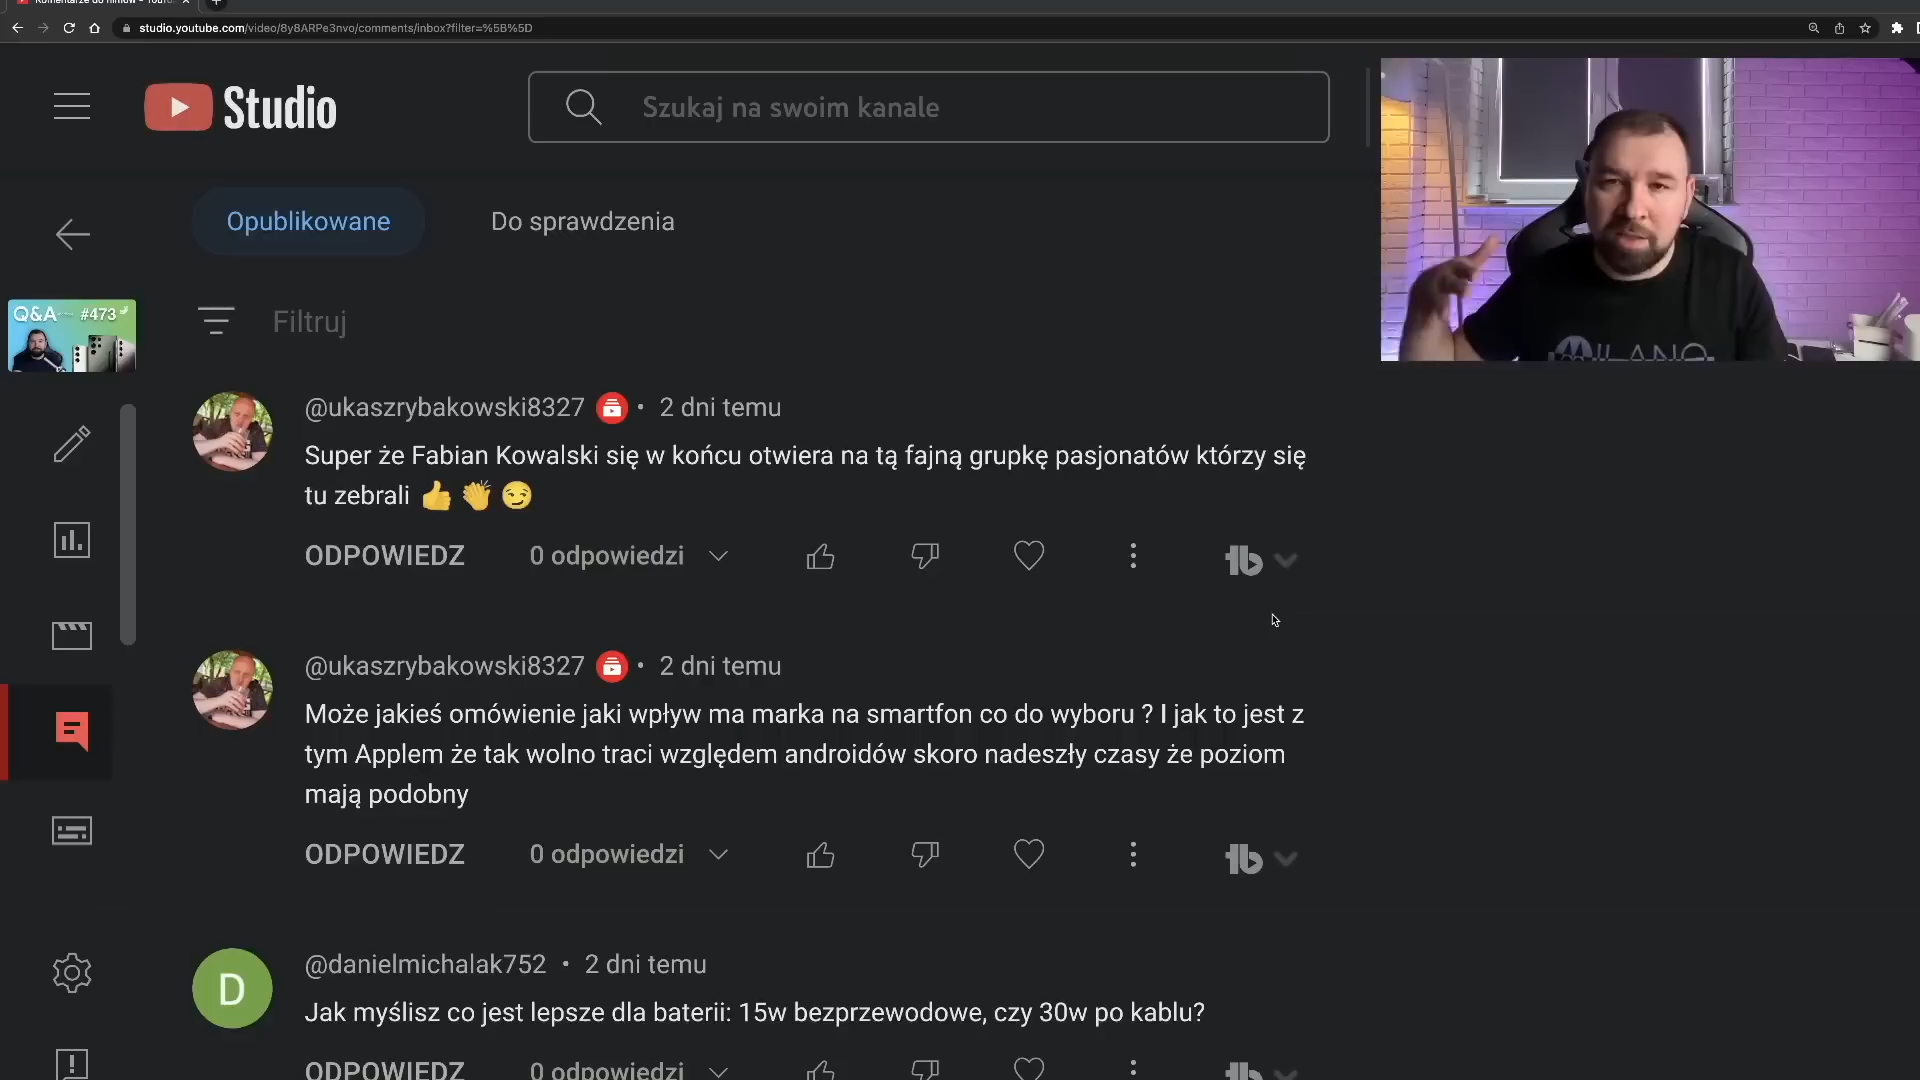 Komentarze do filmów - YouTu
studio.youtube.com/video/8y8ARPe3nvo/comments/inbox?filter=%5B%5D
Studio
Szukaj na swoim kanale
Opublikowane
Do sprawdzenia
Q&A #473
Filtruj
@ukaszrybakowski8327 • 2 dni temu
Super że Fabian Kowalski się w końcu otwiera na tą fajną grupkę pasjonatów którzy się
tu zebrali 👍 👏 😏
ODPOWIEDZ 0 odpowiedzi
@ukaszrybakowski8327 • 2 dni temu
Może jakieś omówienie jaki wpływ ma marka na smartfon co do wyboru ? I jak to jest z
tym Applem że tak wolno traci względem androidów skoro nadeszły czasy że poziom
mają podobny
ODPOWIEDZ 0 odpowiedzi
D
@danielmichalak752 • 2 dni temu
Jak myślisz co jest lepsze dla baterii: 15w bezprzewodowe, czy 30w po kablu?
ODPOWIEDZ 0 odpowiedzi
MILANO